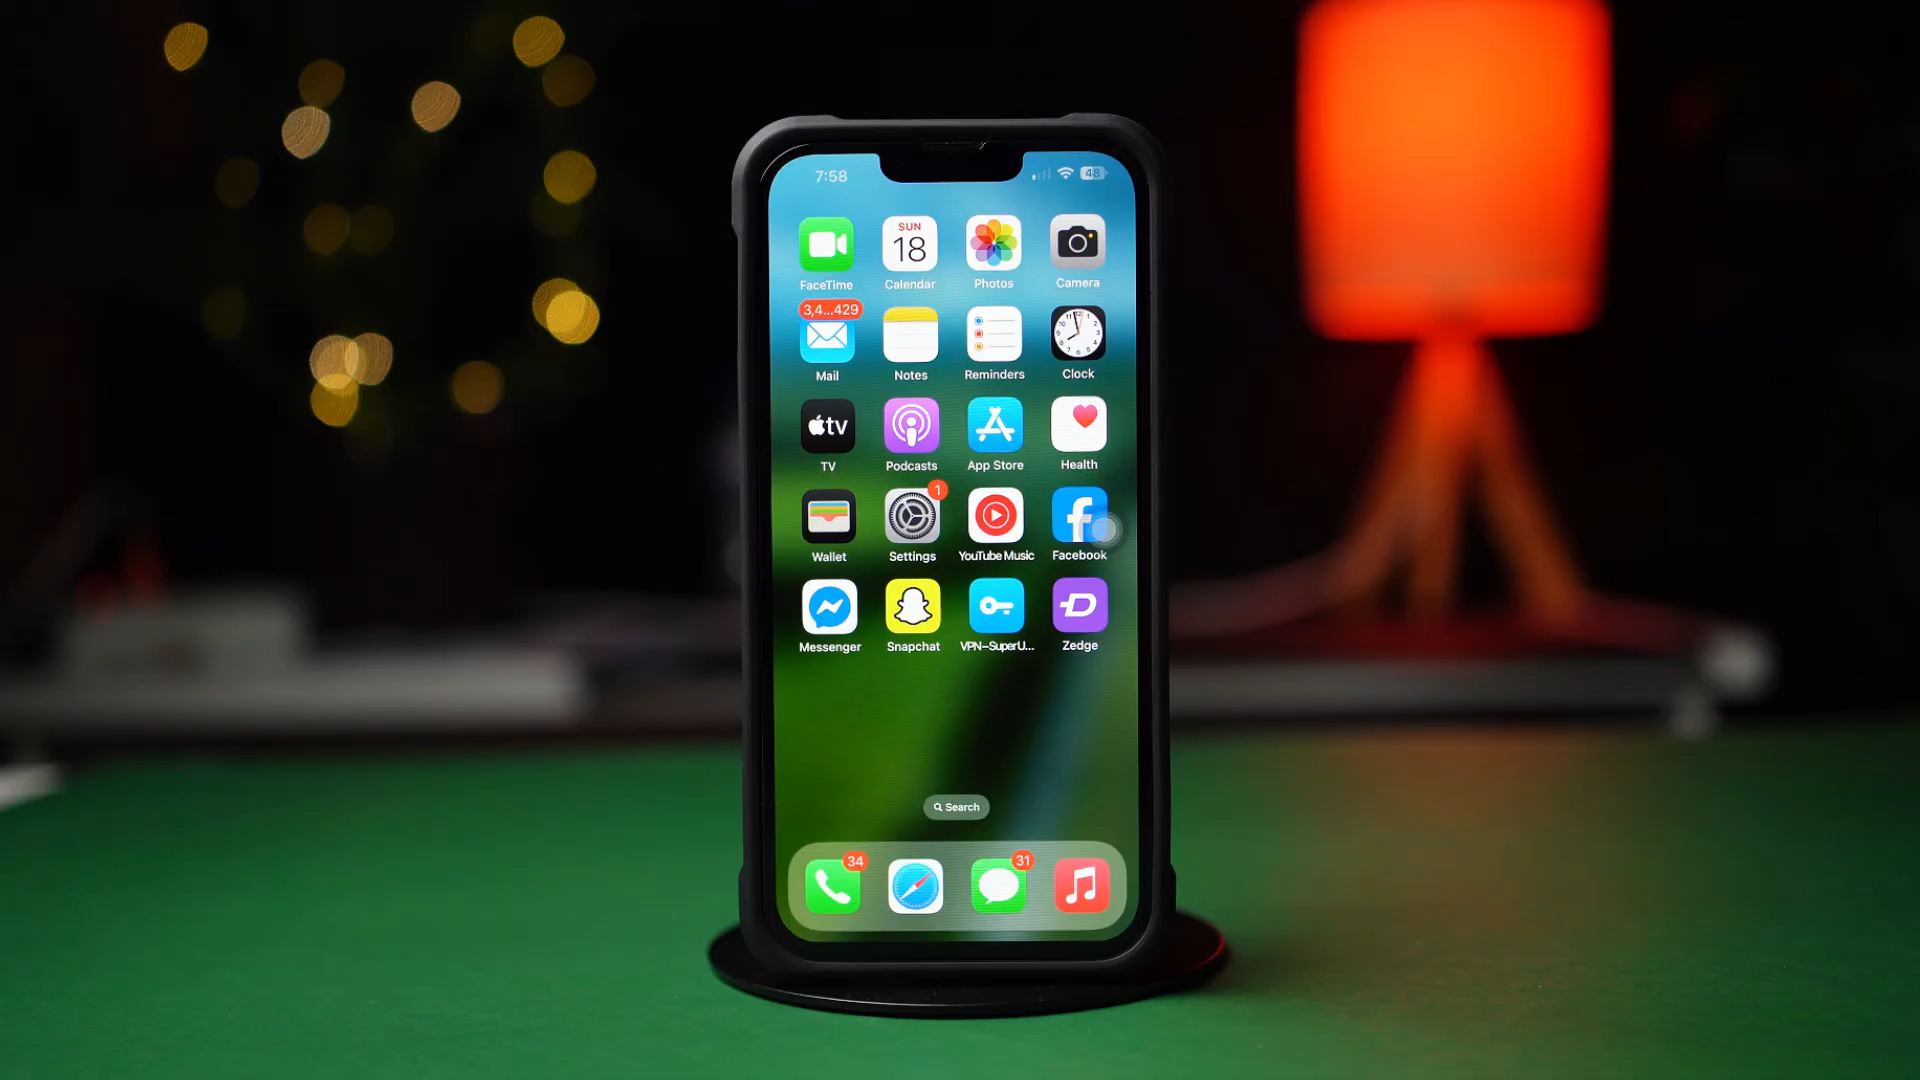 7:58
48
SUN
18
FaceTime
Calendar
Photos
Camera
3,4...429
Mail
Notes
Reminders
Clock
tv
TV
Podcasts
App Store
Health
1
Wallet
Settings
YouTube Music
Facebook
Messenger
Snapchat
VPN–SuperU...
Zedge
Search
34
31